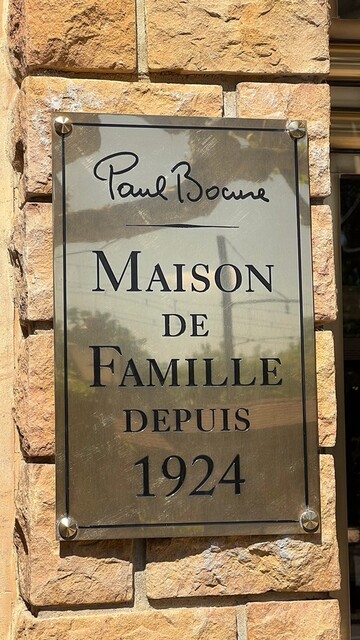 Paul Bocuse
MAISON
DE
FAMILLE
DEPUIS
1924